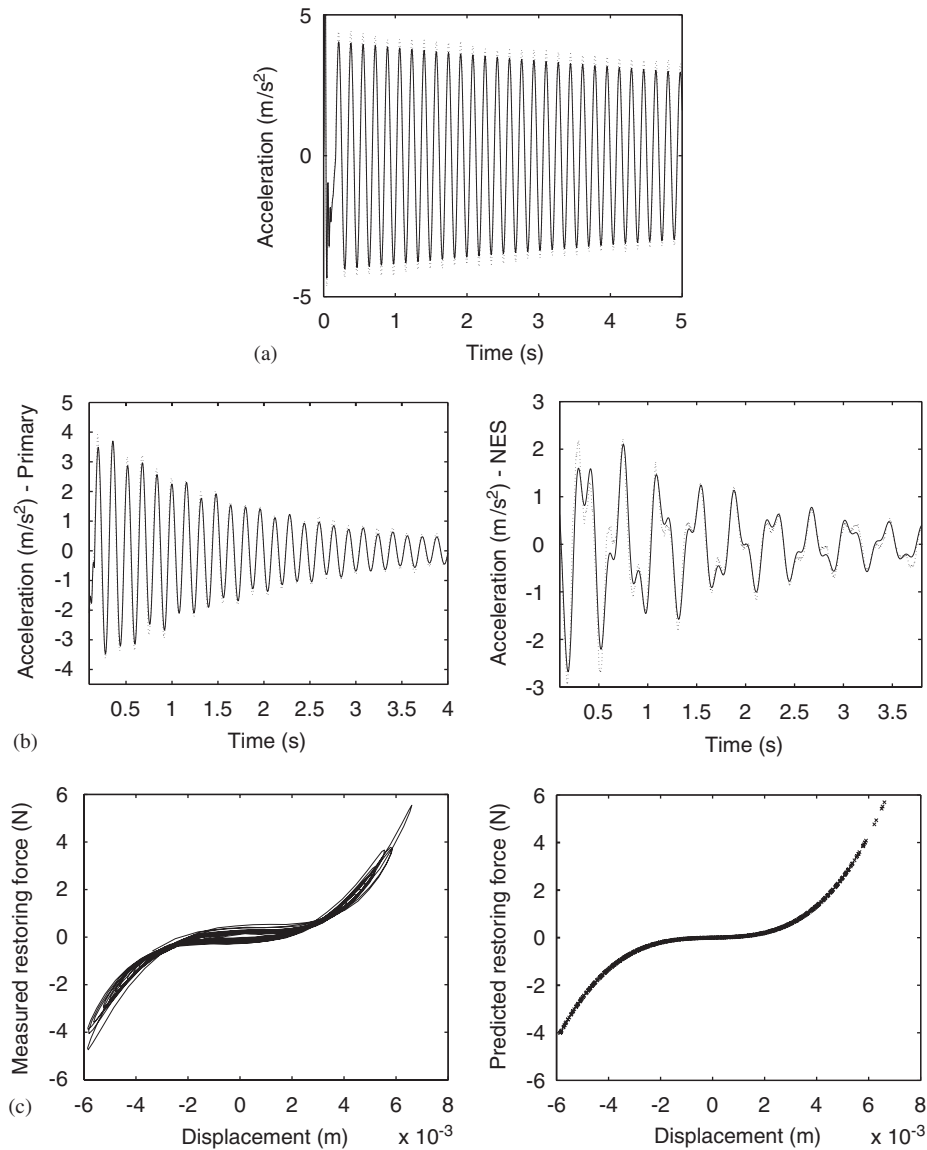 5
0
-5
Acceleration (m/s²)
0 1 2 3 4 5
Time (s)
(a)
5
4
3
2
1
0
-1
-2
-3
-4
Acceleration (m/s²) - Primary
0.5 1 1.5 2 2.5 3 3.5 4
Time (s)
3
2
1
0
-1
-2
-3
Acceleration (m/s²) - NES
0.5 1 1.5 2 2.5 3 3.5
Time (s)
(b)
6
4
2
0
-2
-4
-6
Measured restoring force (N)
-6 -4 -2 0 2 4 6 8
Displacement (m) x 10⁻³
6
4
2
0
-2
-4
-6
Predicted restoring force (N)
-6 -4 -2 0 2 4 6 8
Displacement (m) x 10⁻³
(c)